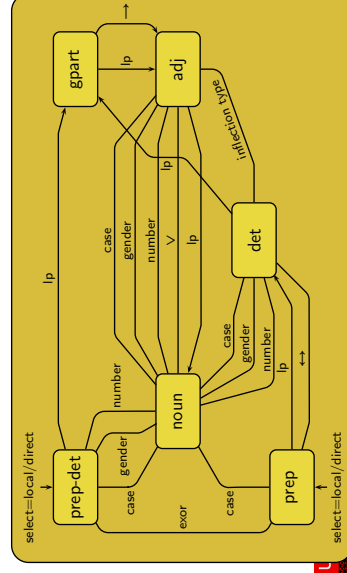 select=local/direct
prep-det
gpart
lp
→
lp
adj
case
gender
number
∨
lp
lp
inflection type
number
gender
case
noun
det
exor
case
case
gender
number
lp
↔
prep
select=local/direct